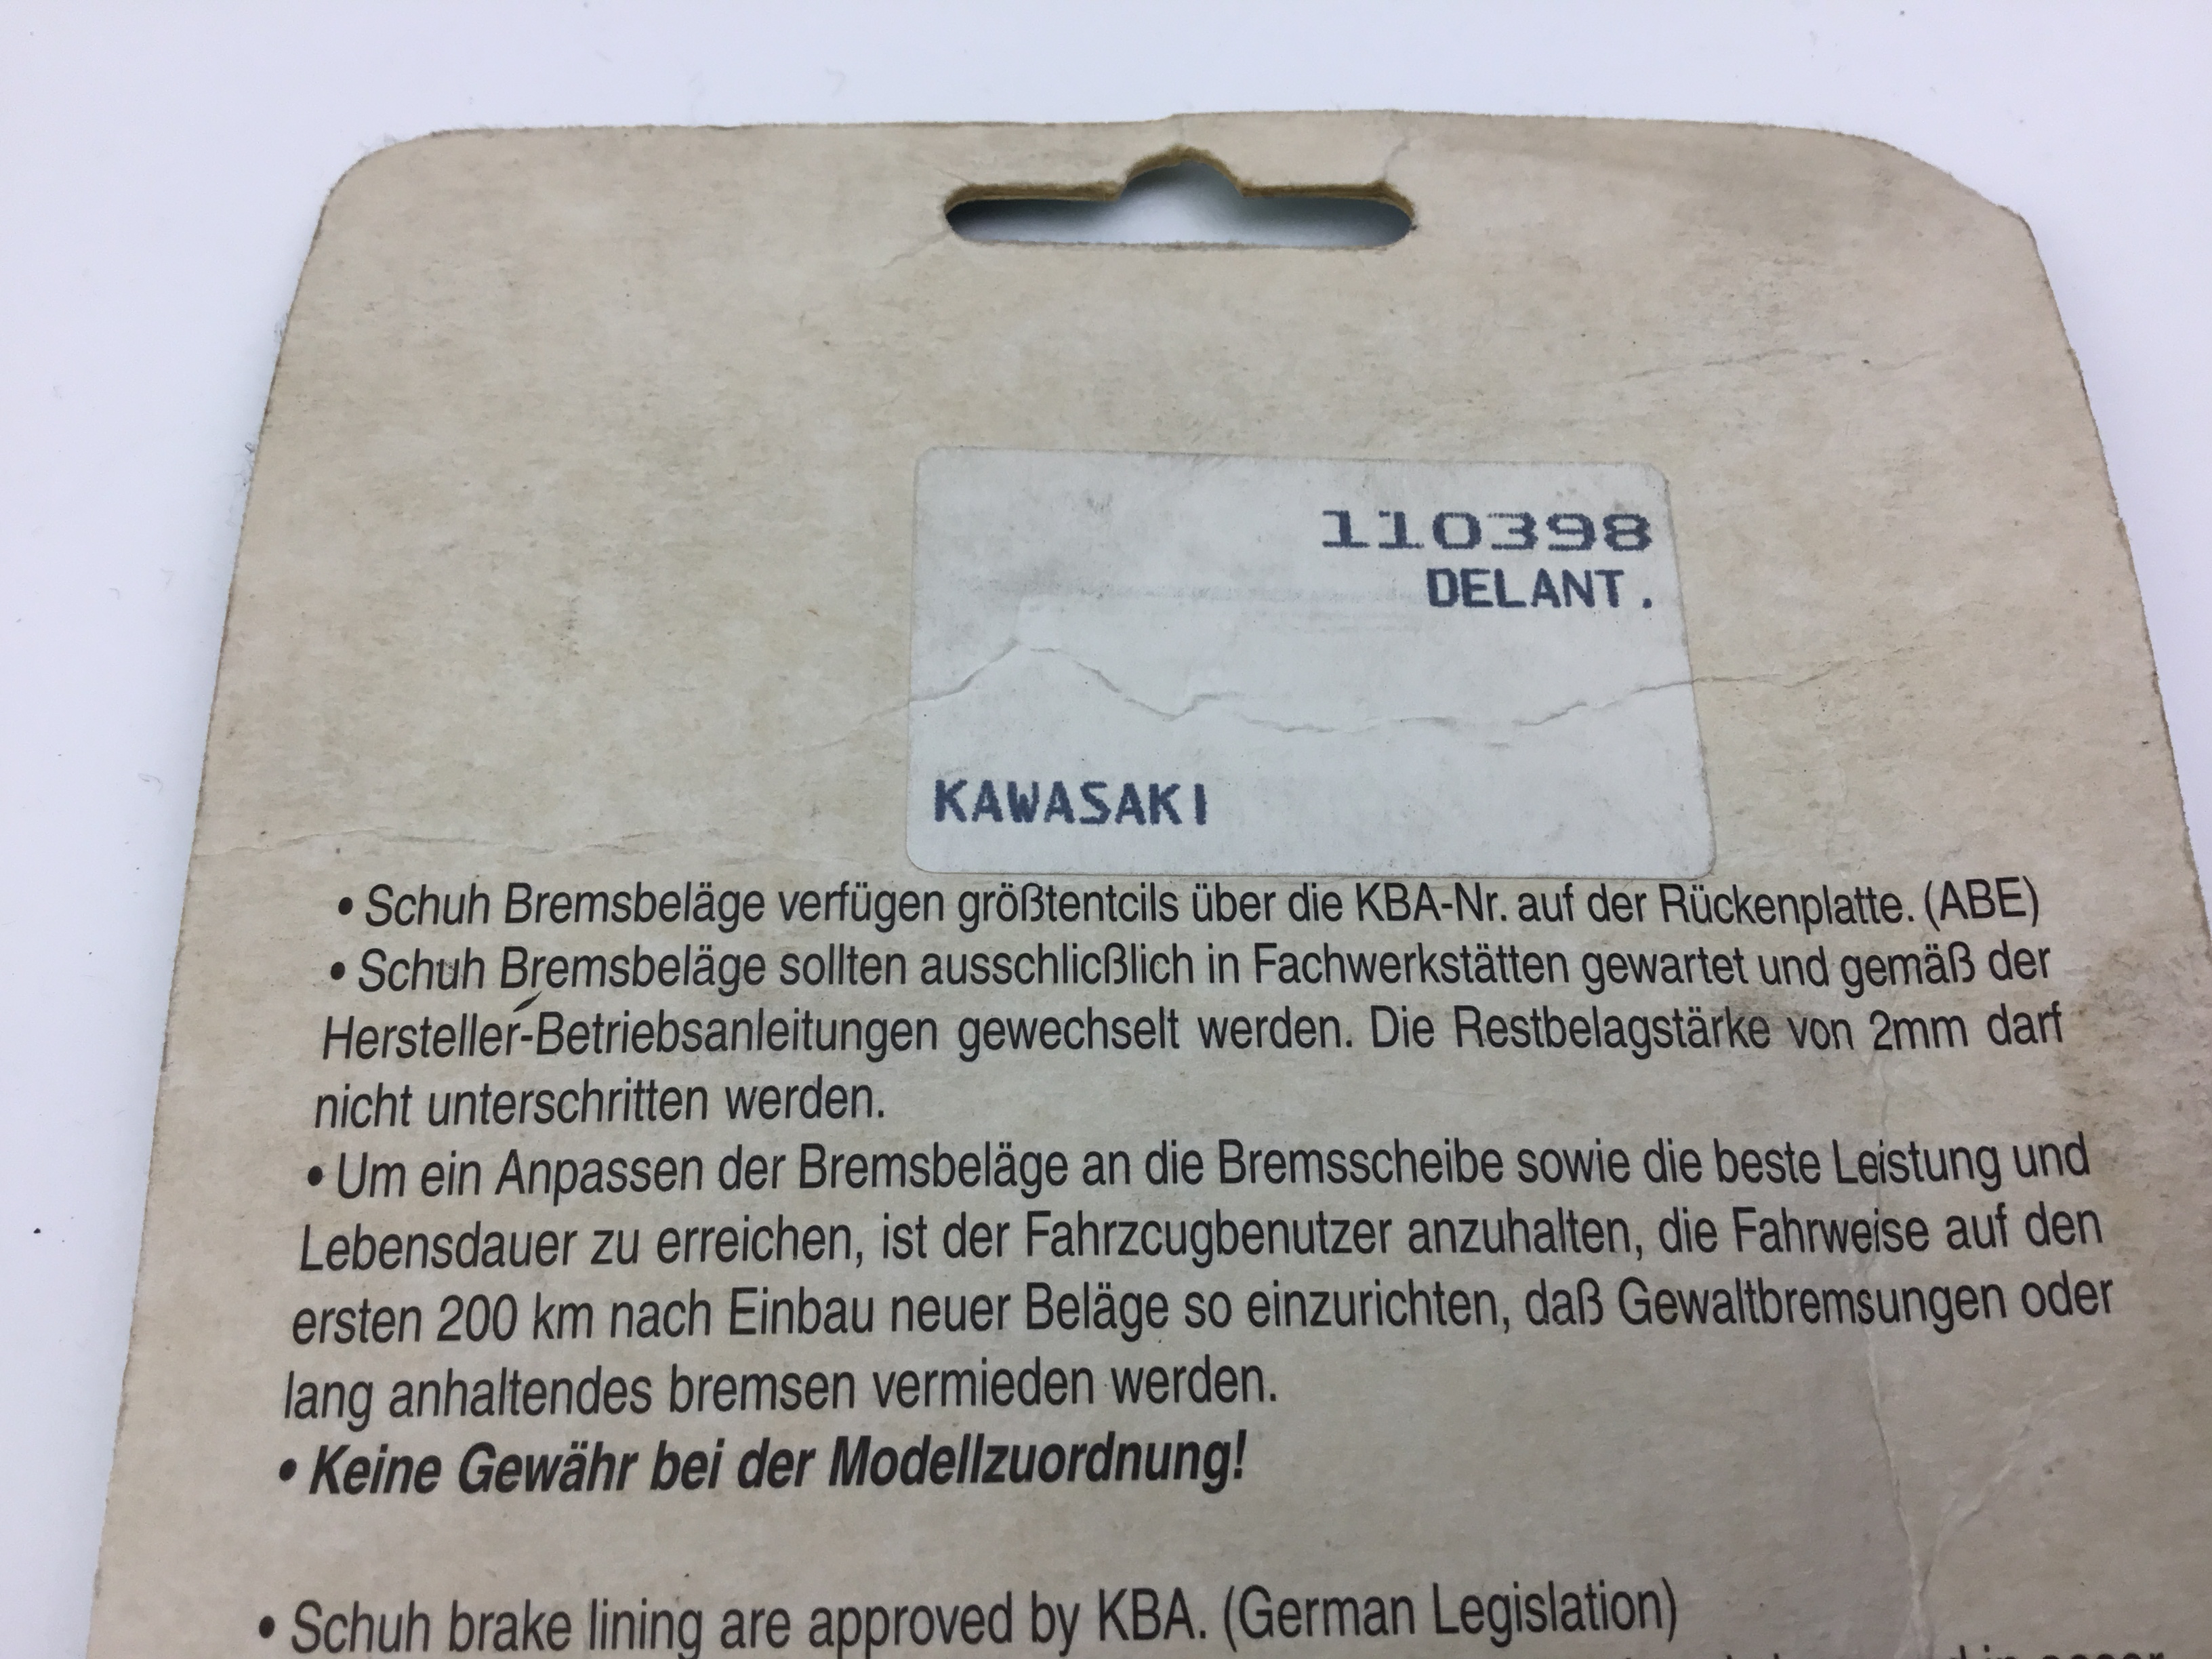 110398
DELANT.
KAWASAKI
• Schuh Bremsbeläge verfügen größtentcils über die KBA-Nr. auf der Rückenplatte. (ABE)
• Schuh Bremsbeläge sollten ausschlicßlich in Fachwerkstätten gewartet und gemäß der
Hersteller-Betriebsanleitungen gewechselt werden. Die Restbelagstärke von 2mm darf
nicht unterschritten werden.
• Um ein Anpassen der Bremsbeläge an die Bremsscheibe sowie die beste Leistung und
Lebensdauer zu erreichen, ist der Fahrzcugbenutzer anzuhalten, die Fahrweise auf den
ersten 200 km nach Einbau neuer Beläge so einzurichten, daß Gewaltbremsungen oder
lang anhaltendes bremsen vermieden werden.
• Keine Gewähr bei der Modellzuordnung!
• Schuh brake lining are approved by KBA. (German Legislation)